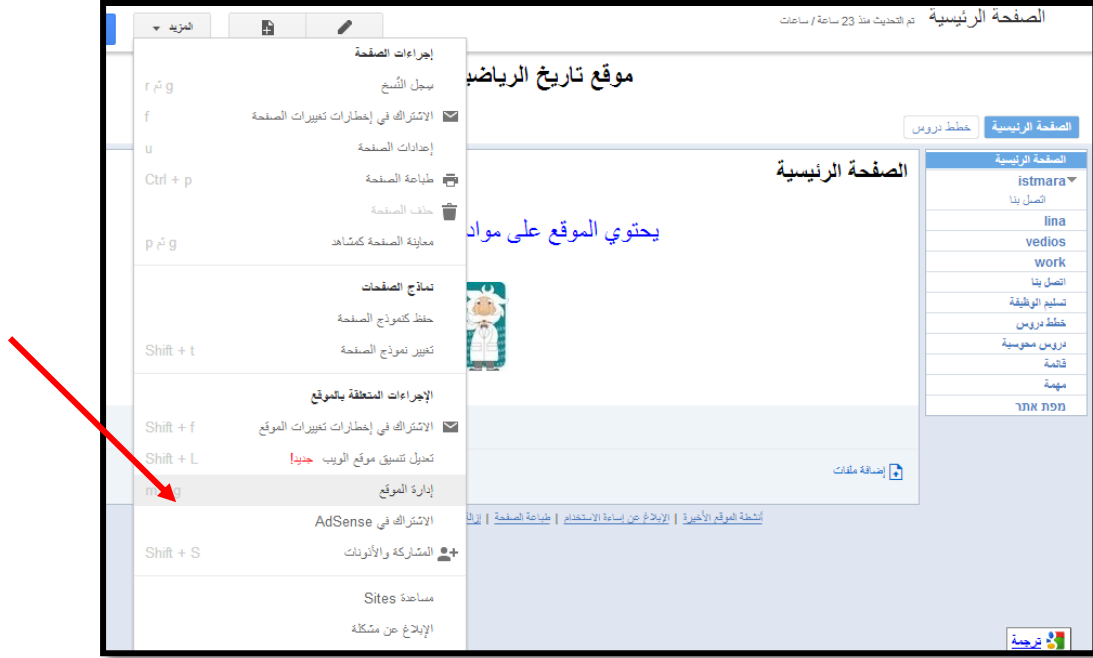 الصفحة الرئيسية تم التحديث منذ 23 ساعة / ساعات
المزيد
موقع تاريخ الرياضي
الصفحة الرئيسية
خطط دروس
الصفحة الرئيسية
istmara
اتصل بنا
lina
vedios
work
اتصل بنا
تسليم الوظيفة
خطط دروس
دروس محوسبة
قائمة
مهمة
מפת אתר
الصفحة الرئيسية
يحتوي الموقع على مواد
إضافة ملفات
أنشطة الموقع الأخيرة | الإبلاغ عن إساءة الاستخدام | طباعة الصفحة |
ترجمة
إجراءات الصفحة
سجل النُسخ g ثم r
الاشتراك في إخطارات تغييرات الصفحة f
إعدادات الصفحة u
طباعة الصفحة Ctrl + p
حذف الصفحة
معاينة الصفحة كمشاهد g ثم p
نماذج الصفحات
حفظ كنموذج الصفحة
تغيير نموذج الصفحة Shift + t
الإجراءات المتعلقة بالموقع
الاشتراك في إخطارات تغييرات الموقع Shift + f
تعديل تنسيق موقع الويب جديد! Shift + L
إدارة الموقع
الاشتراك في AdSense
المشاركة والأذونات Shift + S
مساعدة Sites
الإبلاغ عن مشكلة